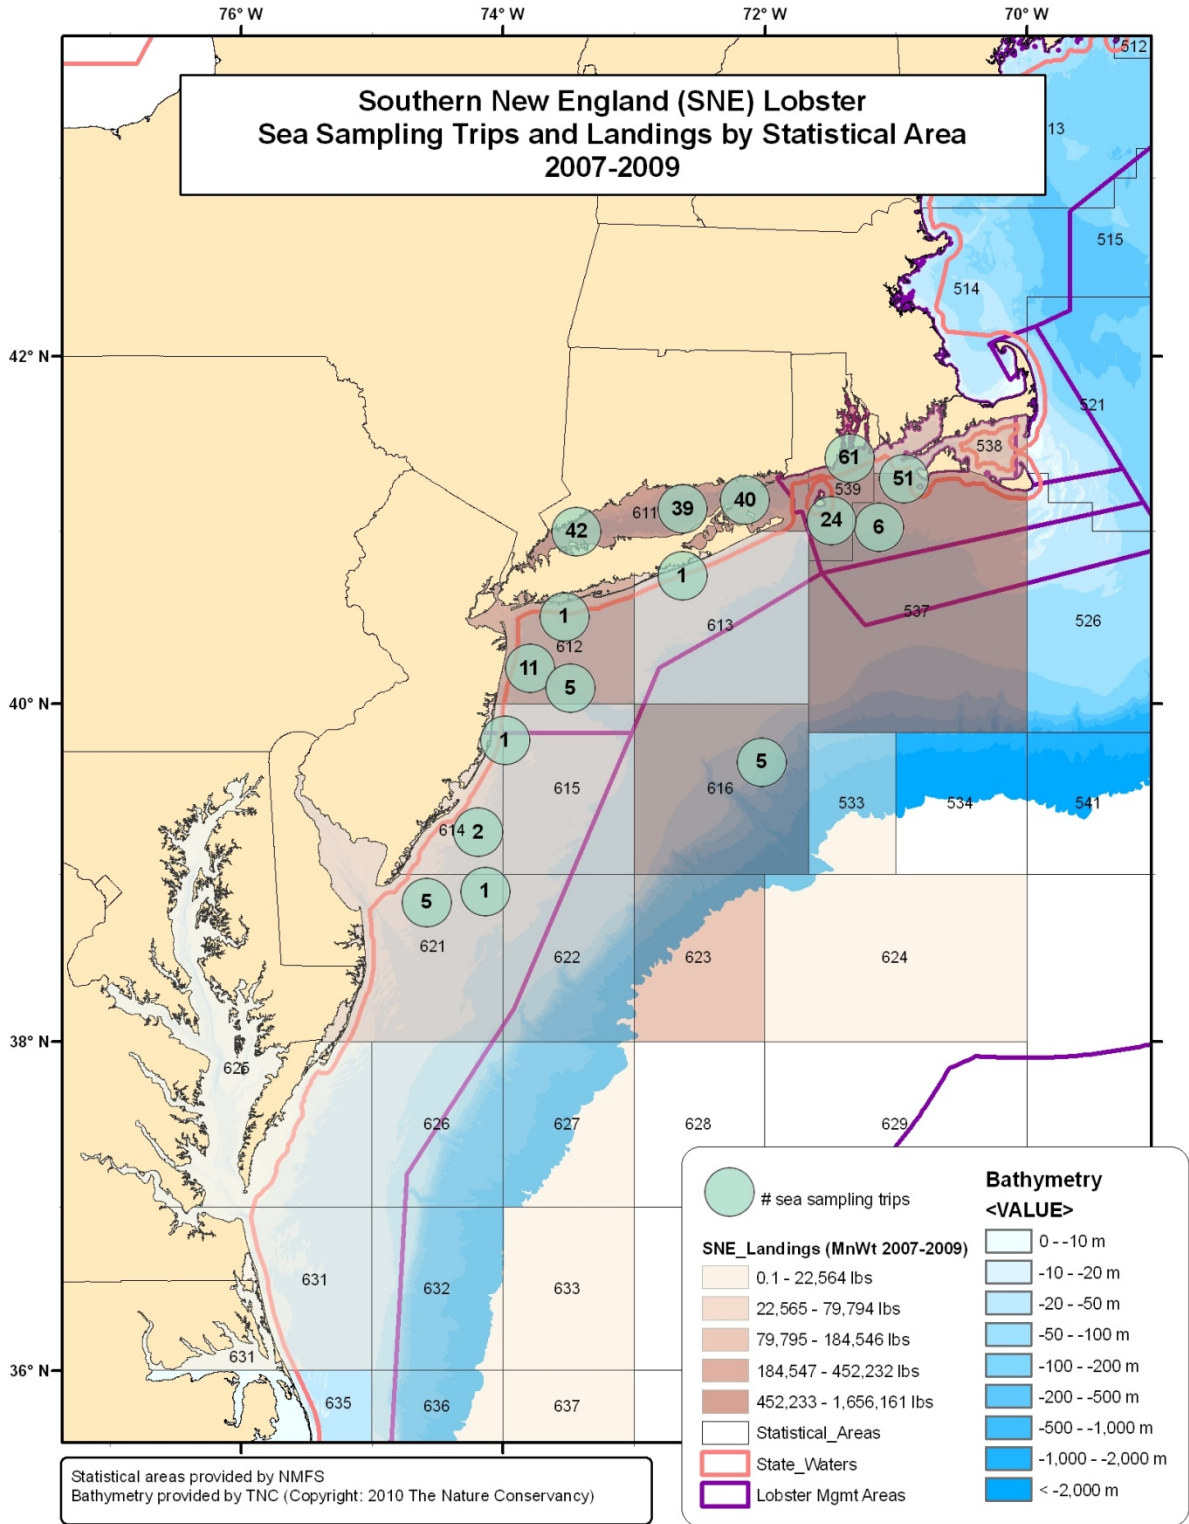 76° W 74° W 72° W 70° W
Southern New England (SNE) Lobster
Sea Sampling Trips and Landings by Statistical Area
2007-2009
512
13
515
514
42° N
521
538
61
51
539
40
39
611
42
24
6
1
1
613
612
537
526
11
5
40° N
1
5
615
616
533
534
541
614
2
1
5
621
622
623
624
38° N
625
626
627
628
629
631
632
633
631
36° N
635
636
637
# sea sampling trips
SNE_Landings (MnWt 2007-2009)
0.1 - 22,564 lbs
22,565 - 79,794 lbs
79,795 - 184,546 lbs
184,547 - 452,232 lbs
452,233 - 1,656,161 lbs
Statistical_Areas
State_Waters
Lobster Mgmt Areas
Bathymetry
<VALUE>
0 - -10 m
-10 - -20 m
-20 - -50 m
-50 - -100 m
-100 - -200 m
-200 - -500 m
-500 - -1,000 m
-1,000 - -2,000 m
< -2,000 m
Statistical areas provided by NMFS
Bathymetry provided by TNC (Copyright: 2010 The Nature Conservancy)